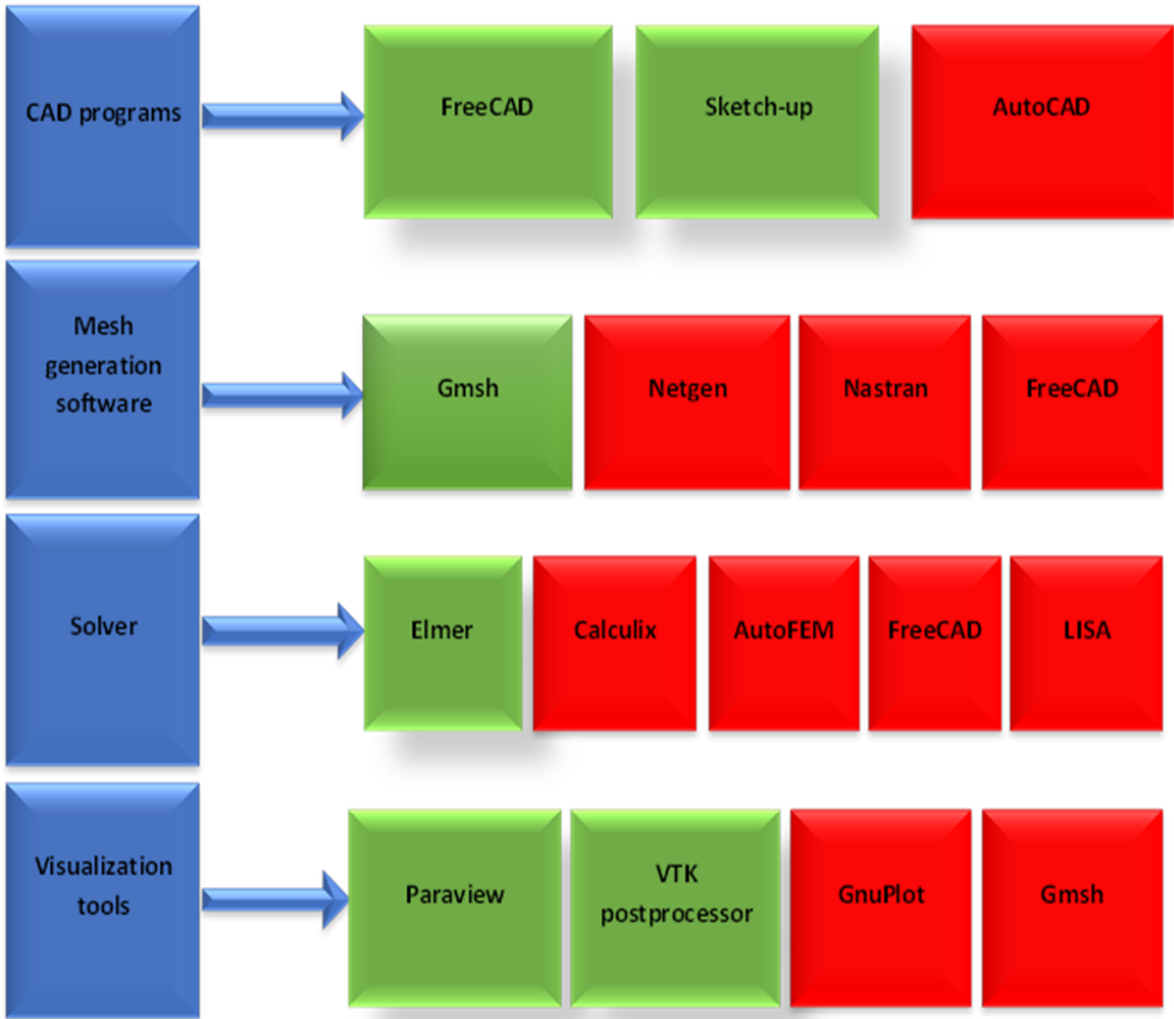 CAD programs
FreeCAD
Sketch-up
AutoCAD
Mesh
generation
software
Gmsh
Netgen
Nastran
FreeCAD
Solver
Elmer
Calculix
AutoFEM
FreeCAD
LISA
Visualization
tools
Paraview
VTK
postprocessor
GnuPlot
Gmsh